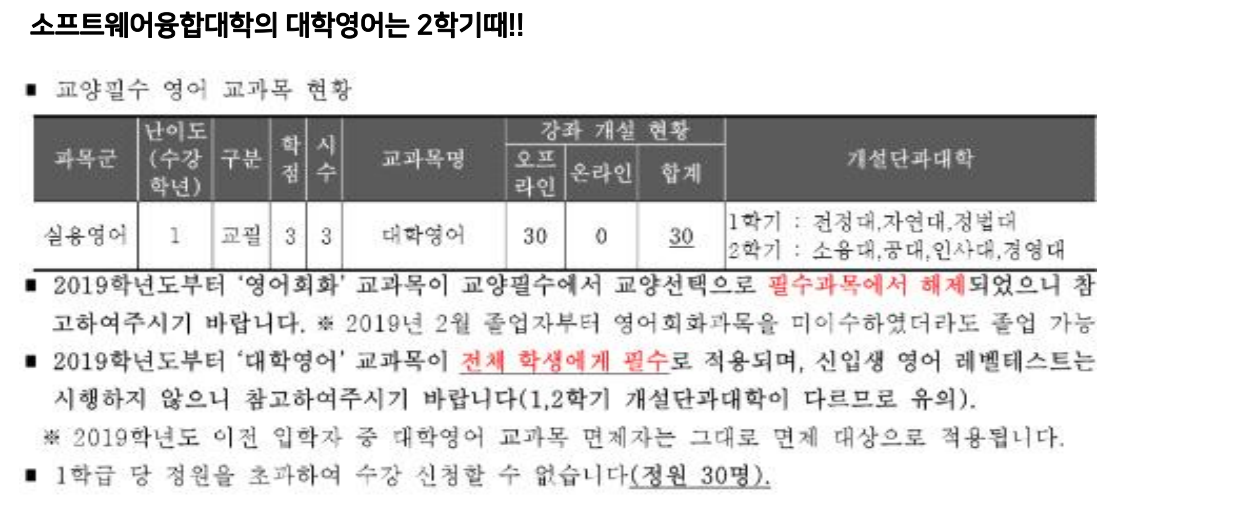 소프트웨어융합대학의 대학영어는 2학기때!!
■ 교양필수 영어 교과목 현황
과목군 난이도(수강학년) 구분 학점 시수 교과목명 강좌 개설 현황 개설단과대학
오프라인 온라인 합계
실용영어 1 교필 3 3 대학영어 30 0 30 1학기 : 전정대,자연대,정법대
2학기 : 소융대,공대,인사대,경영대
■ 2019학년도부터 ‘영어회화’ 교과목이 교양필수에서 교양선택으로 필수과목에서 해제되었으니 참
고하여주시기 바랍니다. ※ 2019년 2월 졸업자부터 영어회화과목을 미이수하였더라도 졸업 가능
■ 2019학년도부터 ‘대학영어’ 교과목이 전체 학생에게 필수로 적용되며, 신입생 영어 레벨테스트는
시행하지 않으니 참고하여주시기 바랍니다(1,2학기 개설단과대학이 다르므로 유의).
※ 2019학년도 이전 입학자 중 대학영어 교과목 면제자는 그대로 면제 대상으로 적용됩니다.
■ 1학급 당 정원을 초과하여 수강 신청할 수 없습니다(정원 30명).